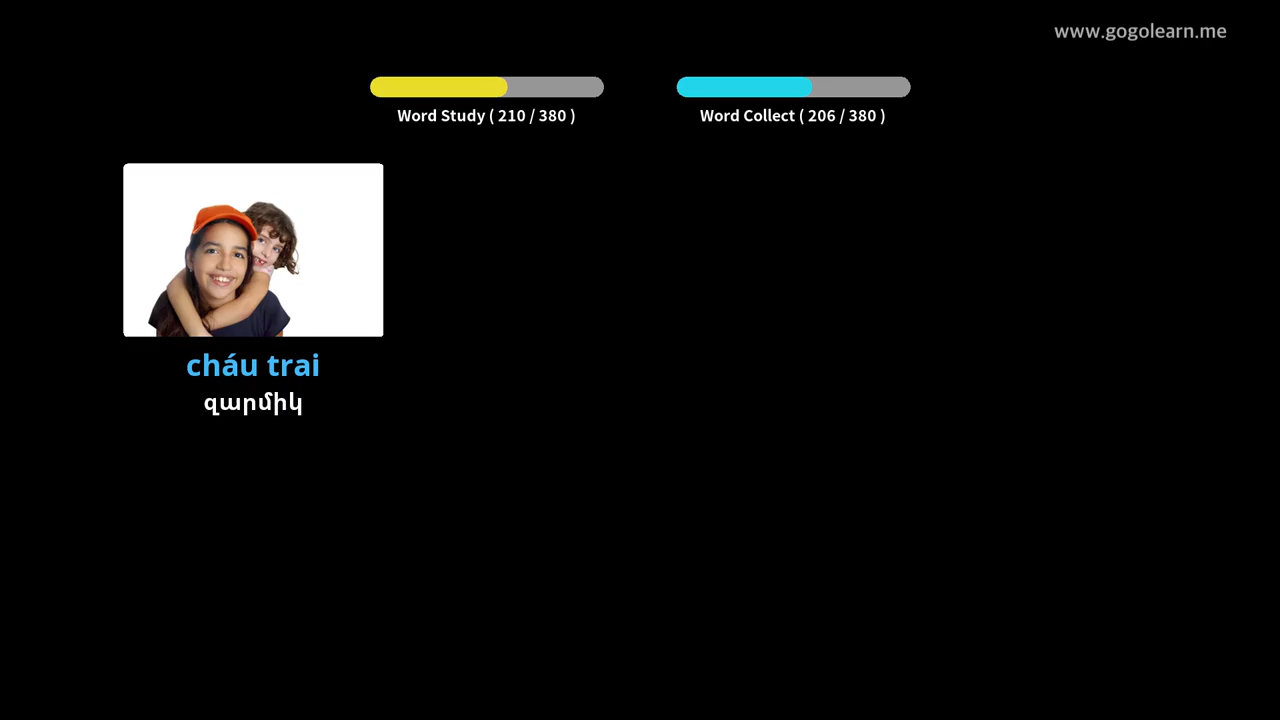 www.gogolearn.me
Word Study ( 210 / 380 )
Word Collect ( 206 / 380 )
cháu trai
զարմիկ